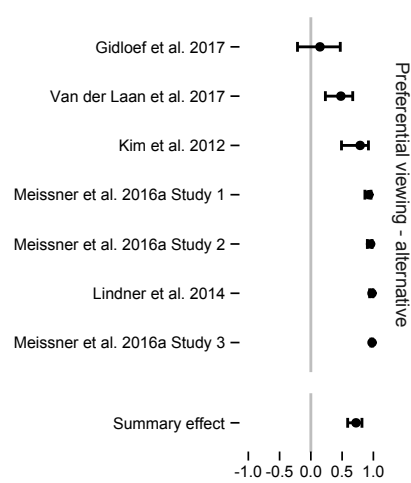 Gidloef et al. 2017
Van der Laan et al. 2017
Kim et al. 2012
Meissner et al. 2016a Study 1
Meissner et al. 2016a Study 2
Lindner et al. 2014
Meissner et al. 2016a Study 3
Summary effect
-1.0 -0.5 0.0 0.5 1.0
Preferential viewing - alternative